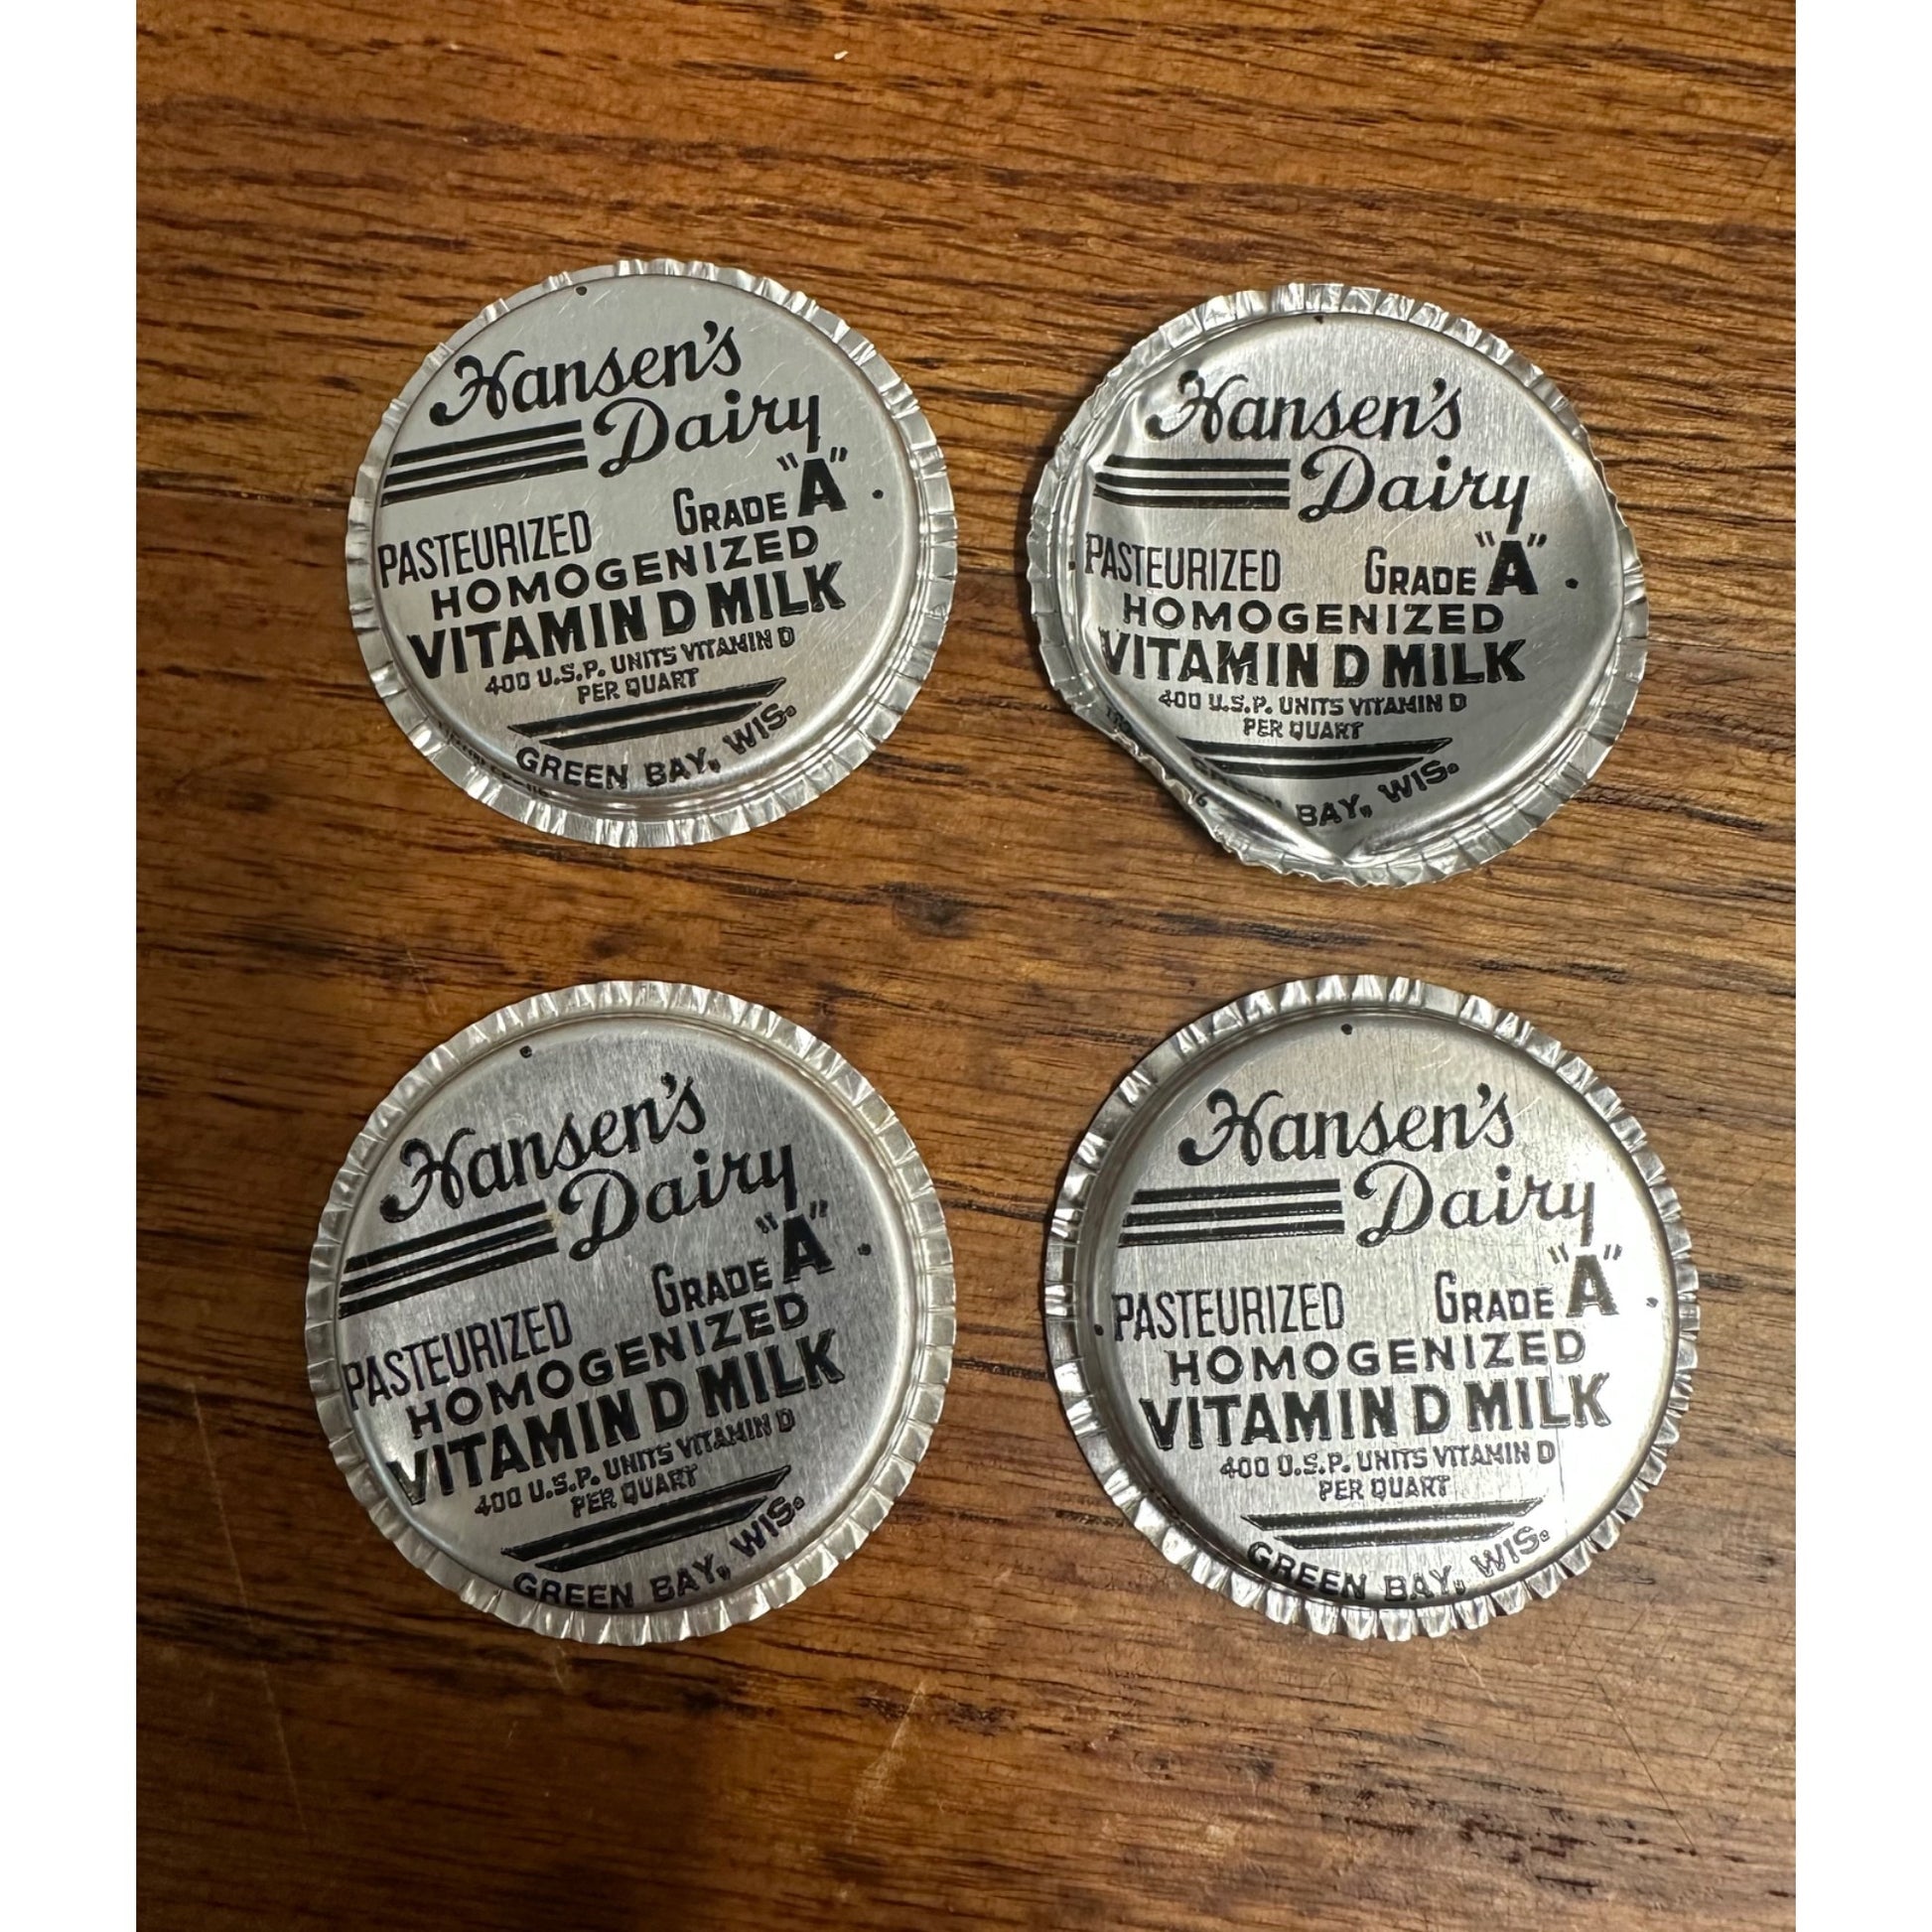 Hansen's
Dairy
PASTEURIZED GRADE "A"
HOMOGENIZED
VITAMIN D MILK
400 U.S.P. UNITS VITAMIN D
PER QUART
GREEN BAY, WIS.
Hansen's
Dairy
PASTEURIZED GRADE "A"
HOMOGENIZED
VITAMIN D MILK
400 U.S.P. UNITS VITAMIN D
PER QUART
BAY, WIS.
Hansen's
Dairy
PASTEURIZED GRADE "A"
HOMOGENIZED
VITAMIN D MILK
400 U.S.P. UNITS VITAMIN D
PER QUART
GREEN BAY, WIS.
Hansen's
Dairy
PASTEURIZED GRADE "A"
HOMOGENIZED
VITAMIN D MILK
400 U.S.P. UNITS VITAMIN D
PER QUART
GREEN BAY, WIS.